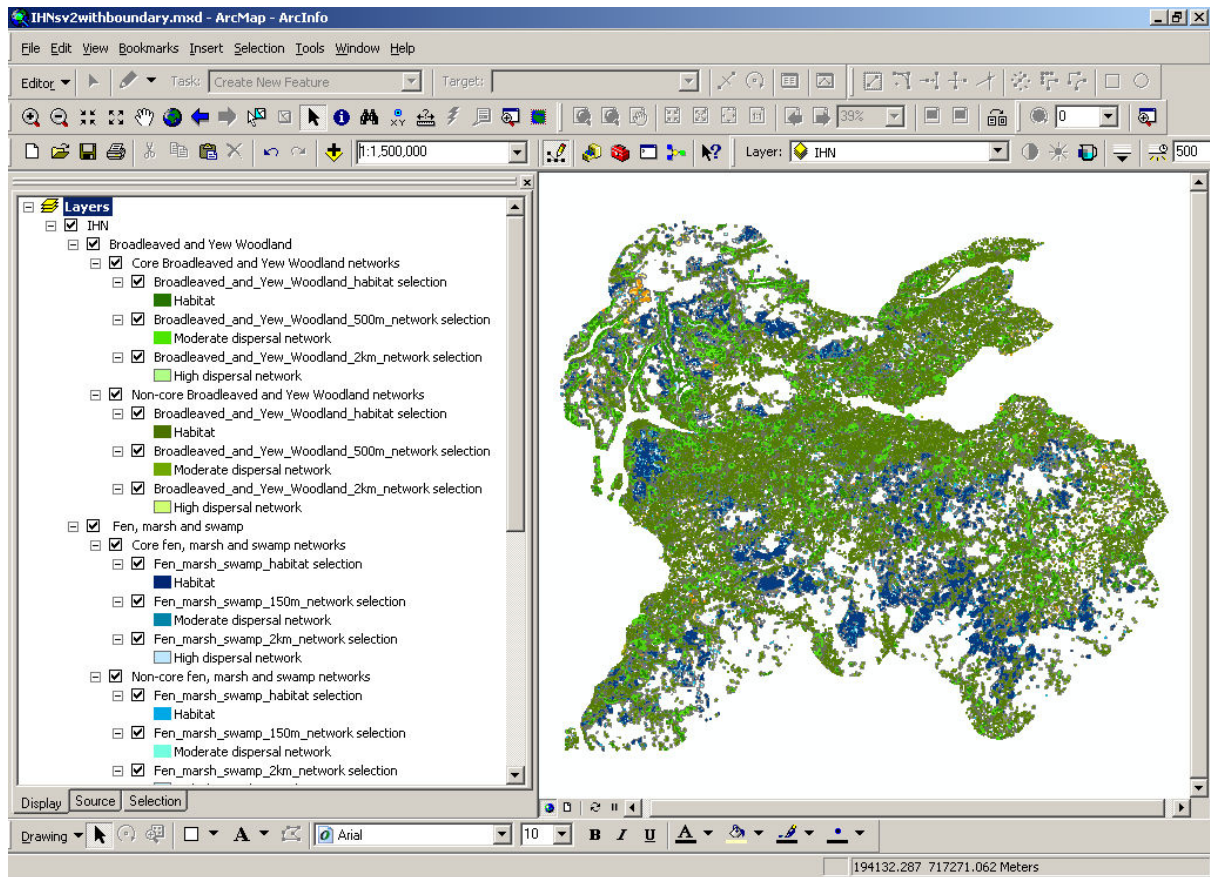 IHNsv2withboundary.mxd - ArcMap - ArcInfo
File Edit View Bookmarks Insert Selection Tools Window Help
Editor Task: Create New Feature Target:
XY 1:1 39% 0
1:1,500,000 Layer: IHN 500
Layers
IHN
Broadleaved and Yew Woodland
Core Broadleaved and Yew Woodland networks
Broadleaved_and_Yew_Woodland_habitat selection
Habitat
Broadleaved_and_Yew_Woodland_500m_network selection
Moderate dispersal network
Broadleaved_and_Yew_Woodland_2km_network selection
High dispersal network
Non-core Broadleaved and Yew Woodland networks
Broadleaved_and_Yew_Woodland_habitat selection
Habitat
Broadleaved_and_Yew_Woodland_500m_network selection
Moderate dispersal network
Broadleaved_and_Yew_Woodland_2km_network selection
High dispersal network
Fen, marsh and swamp
Core fen, marsh and swamp networks
Fen_marsh_swamp_habitat selection
Habitat
Fen_marsh_swamp_150m_network selection
Moderate dispersal network
Fen_marsh_swamp_2km_network selection
High dispersal network
Non-core fen, marsh and swamp networks
Fen_marsh_swamp_habitat selection
Habitat
Fen_marsh_swamp_150m_network selection
Moderate dispersal network
Fen_marsh_swamp_2km_network selection
Display Source Selection
Drawing A Arial 10 B I U A
194132.287 717271.062 Meters